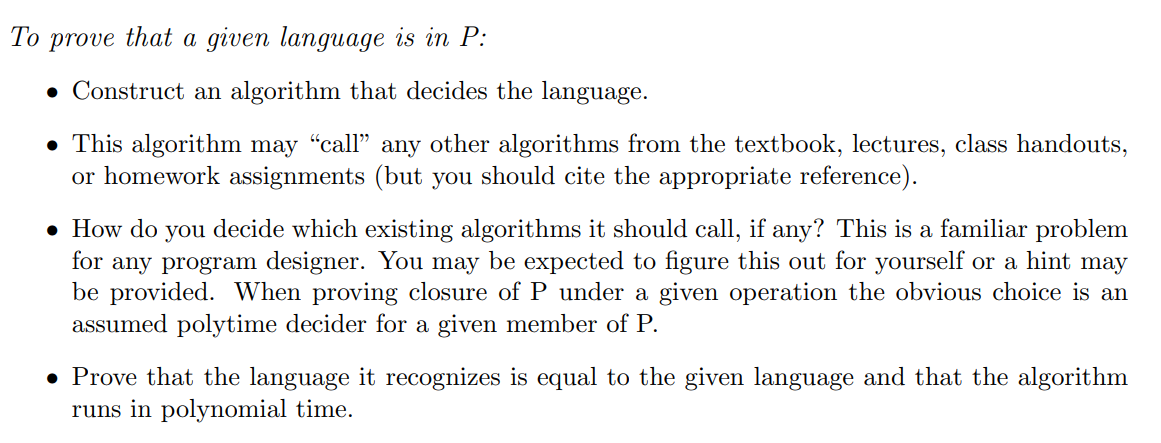 To prove that a given language is in P:
• Construct an algorithm that decides the language.
• This algorithm may “call” any other algorithms from the textbook, lectures, class handouts,
or homework assignments (but you should cite the appropriate reference).
• How do you decide which existing algorithms it should call, if any? This is a familiar problem
for any program designer. You may be expected to figure this out for yourself or a hint may
be provided. When proving closure of P under a given operation the obvious choice is an
assumed polytime decider for a given member of P.
• Prove that the language it recognizes is equal to the given language and that the algorithm
runs in polynomial time.